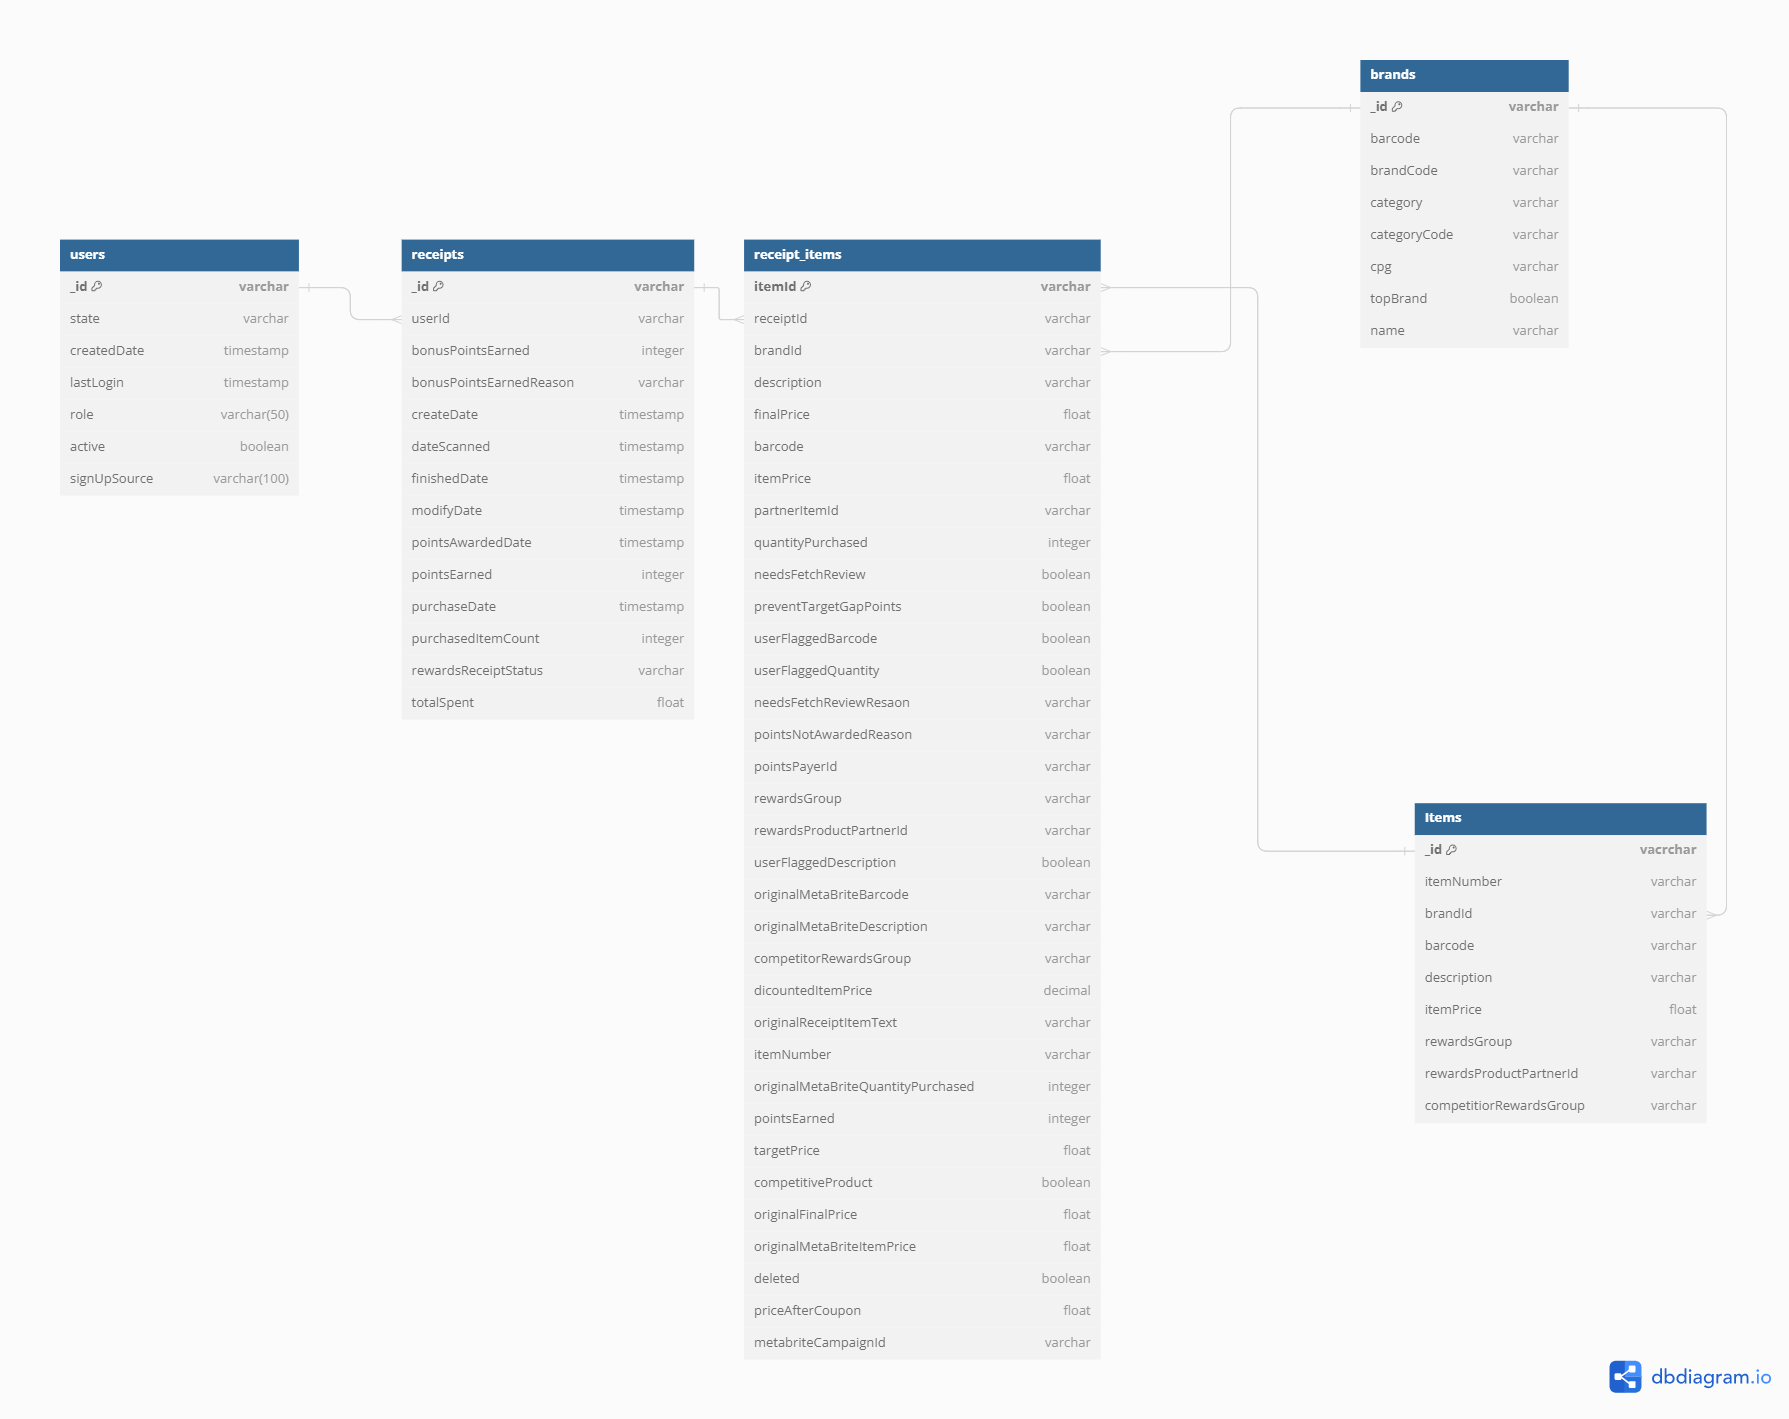 users
_id varchar
state varchar
createdDate timestamp
lastLogin timestamp
role varchar(50)
active boolean
signUpSource varchar(100)
receipts
_id varchar
userId varchar
bonusPointsEarned integer
bonusPointsEarnedReason varchar
createDate timestamp
dateScanned timestamp
finishedDate timestamp
modifyDate timestamp
pointsAwardedDate timestamp
pointsEarned integer
purchaseDate timestamp
purchasedItemCount integer
rewardsReceiptStatus varchar
totalSpent float
receipt_items
itemId varchar
receiptId varchar
brandId varchar
description varchar
finalPrice float
barcode varchar
itemPrice float
partnerItemId varchar
quantityPurchased integer
needsFetchReview boolean
preventTargetGapPoints boolean
userFlaggedBarcode boolean
userFlaggedQuantity boolean
needsFetchReviewResaon varchar
pointsNotAwardedReason varchar
pointsPayerId varchar
rewardsGroup varchar
rewardsProductPartnerId varchar
userFlaggedDescription boolean
originalMetaBriteBarcode varchar
originalMetaBriteDescription varchar
competitorRewardsGroup varchar
dicountedItemPrice decimal
originalReceiptItemText varchar
itemNumber varchar
originalMetaBriteQuantityPurchased integer
pointsEarned integer
targetPrice float
competitiveProduct boolean
originalFinalPrice float
originalMetaBriteItemPrice float
deleted boolean
priceAfterCoupon float
metabriteCampaignId varchar
brands
_id varchar
barcode varchar
brandCode varchar
category varchar
categoryCode varchar
cpg varchar
topBrand boolean
name varchar
Items
_id vacrchar
itemNumber varchar
brandId varchar
barcode varchar
description varchar
itemPrice float
rewardsGroup varchar
rewardsProductPartnerId varchar
competitiorRewardsGroup varchar
dbdiagram.io